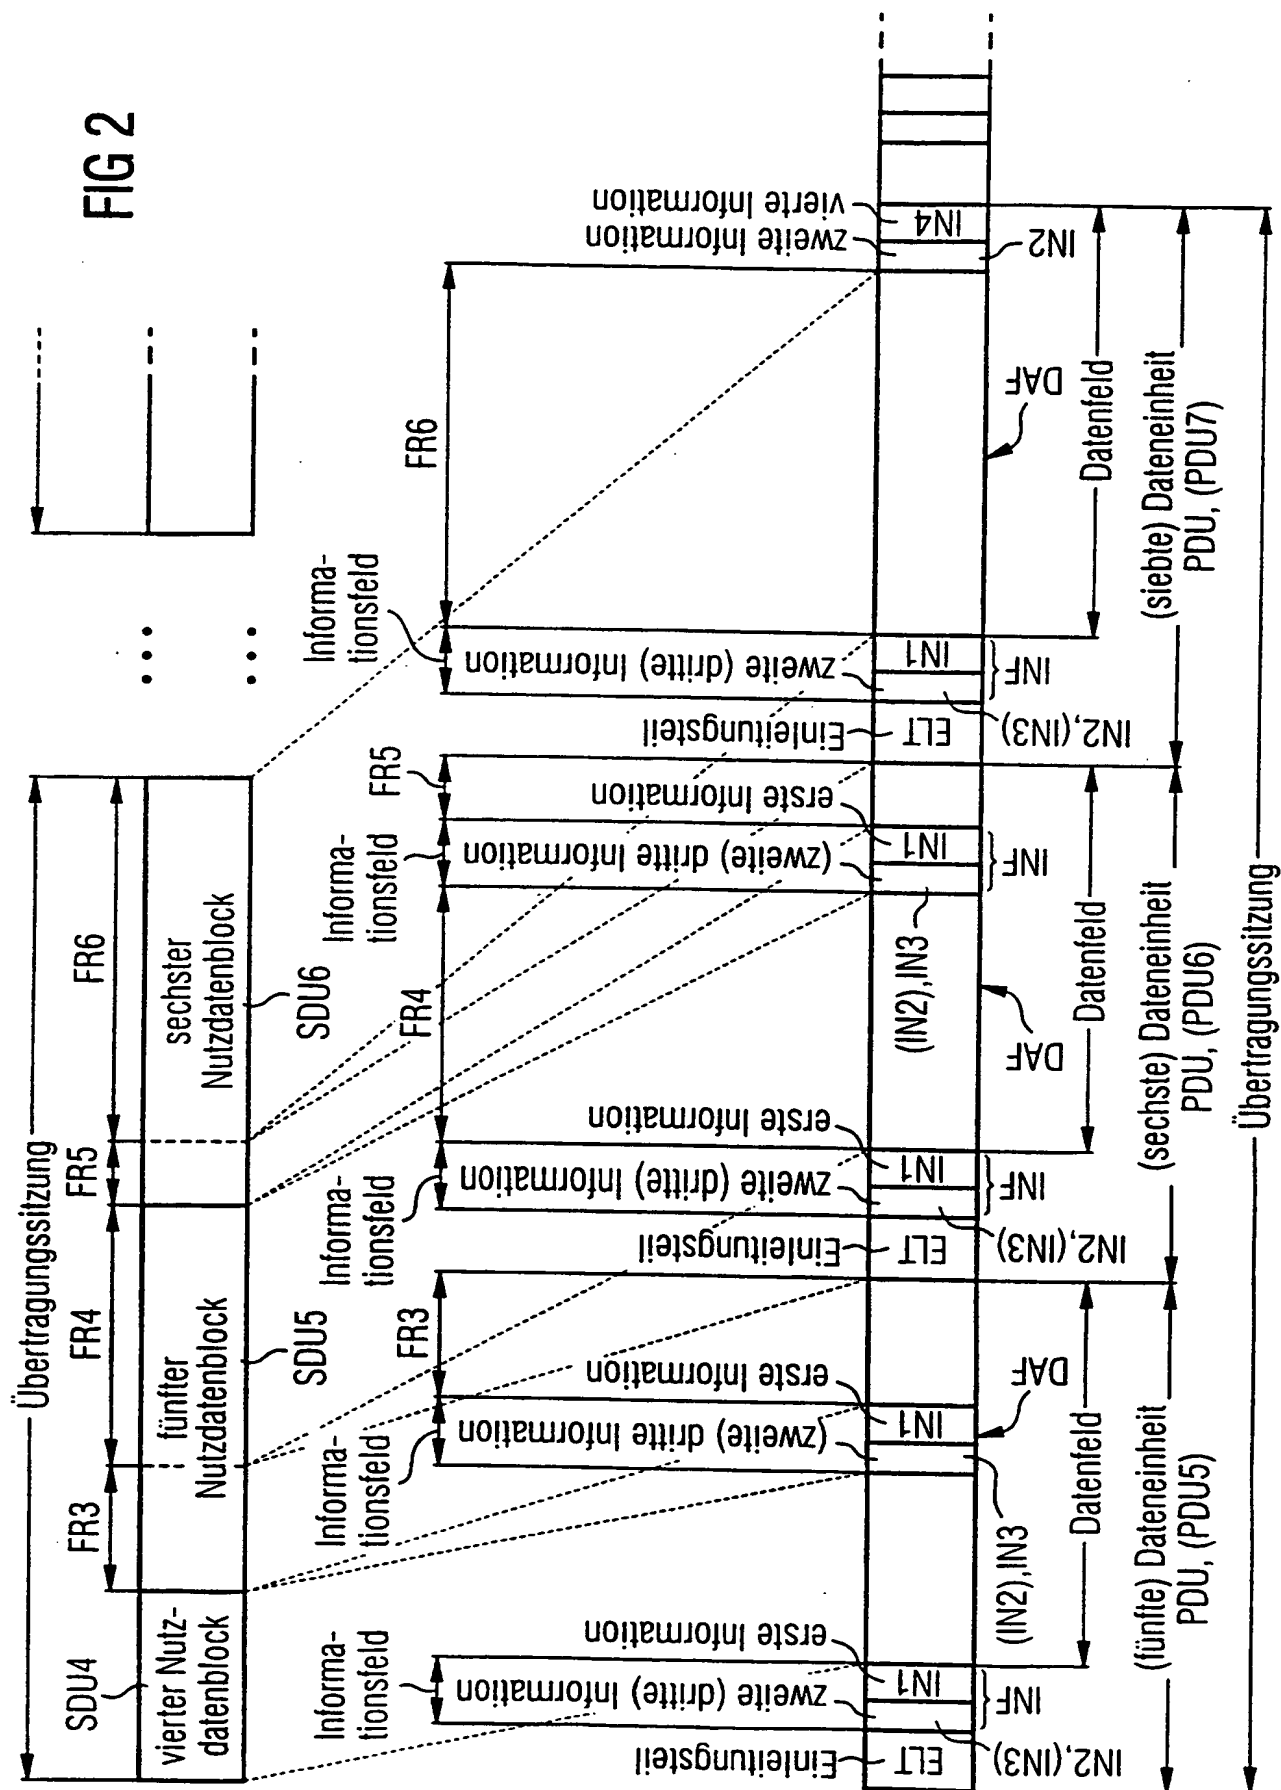 FIG 2
Übertragungssitzung
SDU4
FR3
FR4
FR5
FR6
vierter Nutz-
datenblock
fünfter
Nutzdatenblock
SDU5
sechster
Nutzdatenblock
SDU6
Informa-
tionsfeld
Informa-
tionsfeld
Informa-
tionsfeld
Informa-
tionsfeld
Informa-
tionsfeld
FR3
FR4
FR5
FR6
Einleitungsteil
zweite (dritte) Information
erste Information
(zweite) dritte Information
erste Information
Einleitungsteil
zweite (dritte) Information
erste Information
(zweite) dritte Information
erste Information
Einleitungsteil
zweite (dritte) Information
zweite Information
vierte Information
ELT
IN1
IN1
ELT
IN1
IN1
ELT
IN1
IN4
IN2, (IN3)
INF
(IN2),IN3
DAF
IN2, (IN3)
INF
(IN2),IN3
DAF
INF
IN2, (IN3)
INF
DAF
IN2
Datenfeld
Datenfeld
Datenfeld
(fünfte) Dateneinheit
PDU, (PDU5)
(sechste) Dateneinheit
PDU, (PDU6)
(siebte) Dateneinheit
PDU, (PDU7)
Übertragungssitzung